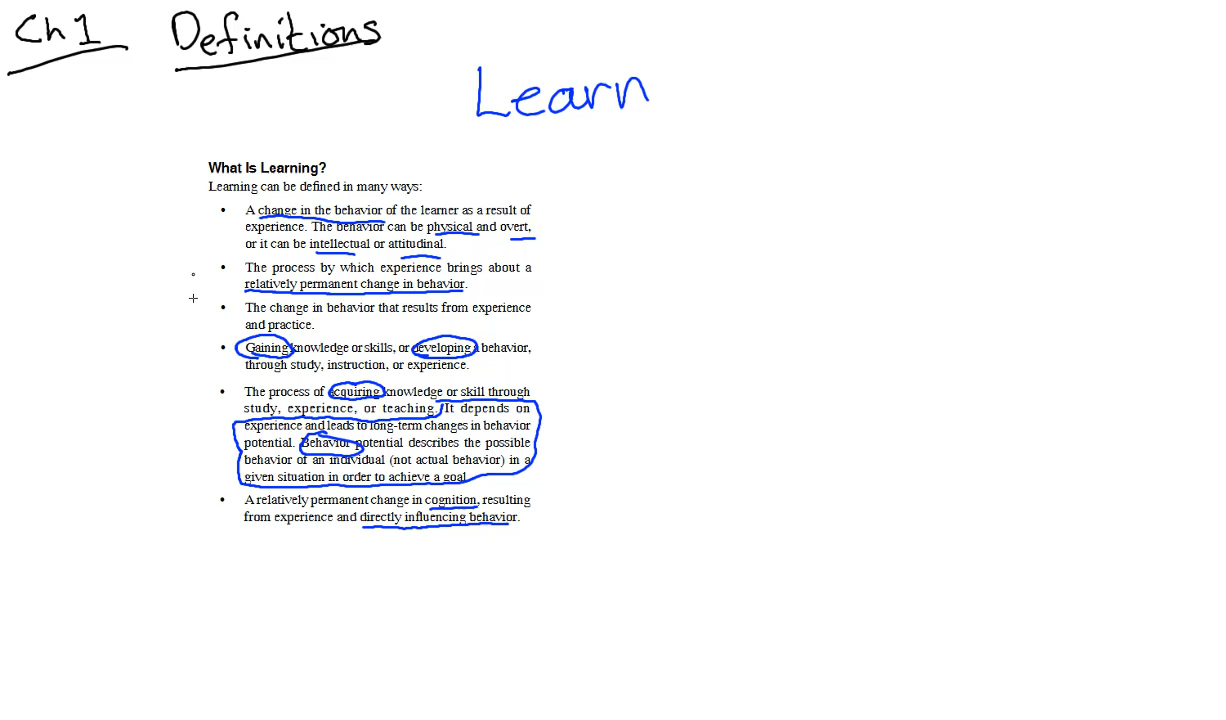 Ch 1 Definitions
Learn
What Is Learning?
Learning can be defined in many ways:
• A change in the behavior of the learner as a result of
experience. The behavior can be physical and overt,
or it can be intellectual or attitudinal.
• The process by which experience brings about a
relatively permanent change in behavior.
• The change in behavior that results from experience
and practice.
• Gaining knowledge or skills, or developing a behavior,
through study, instruction, or experience.
• The process of acquiring knowledge or skill through
study, experience, or teaching. It depends on
experience and leads to long-term changes in behavior
potential. Behavior potential describes the possible
behavior of an individual (not actual behavior) in a
given situation in order to achieve a goal.
• A relatively permanent change in cognition, resulting
from experience and directly influencing behavior.